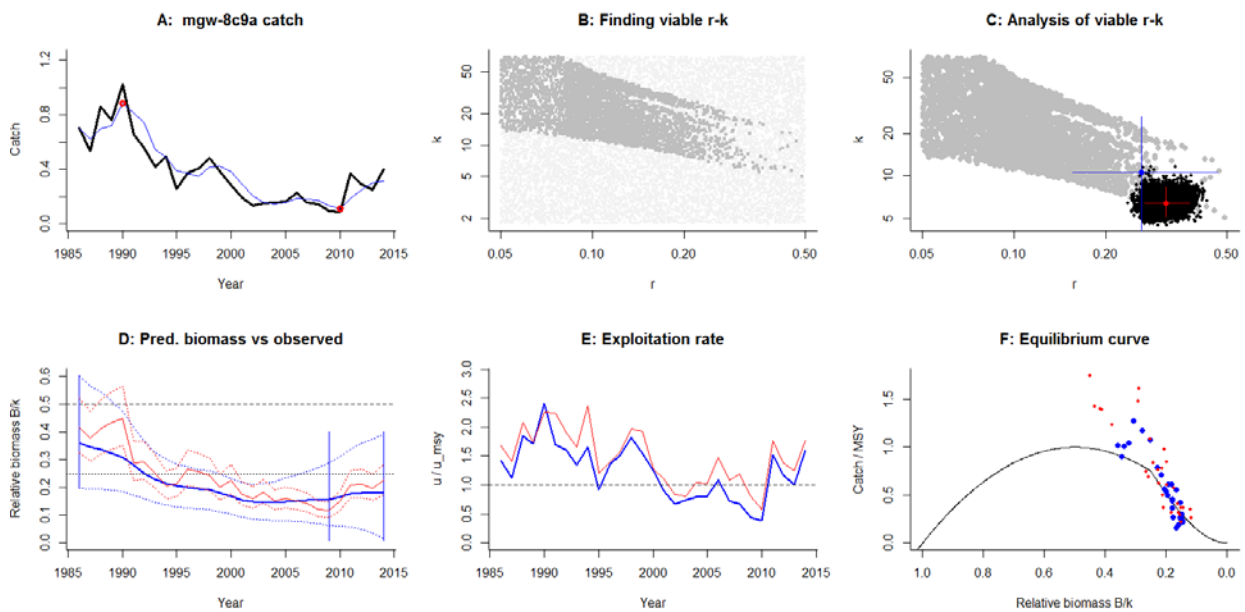 A: mgw-8c9a catch
Catch
0.0 0.4 0.8 1.2
1985 1990 1995 2000 2005 2010 2015
Year
B: Finding viable r-k
k
2 5 10 20 50
0.05 0.10 0.20 0.50
r
C: Analysis of viable r-k
k
5 10 20 50
0.05 0.10 0.20 0.50
r
D: Pred. biomass vs observed
Relative biomass B/k
0.0 0.1 0.2 0.3 0.4 0.5 0.6
1985 1990 1995 2000 2005 2010 2015
Year
E: Exploitation rate
u / u_msy
0.0 0.5 1.0 1.5 2.0 2.5 3.0
1985 1990 1995 2000 2005 2010 2015
Year
F: Equilibrium curve
Catch / MSY
0.0 0.5 1.0 1.5
1.0 0.8 0.6 0.4 0.2 0.0
Relative biomass B/k